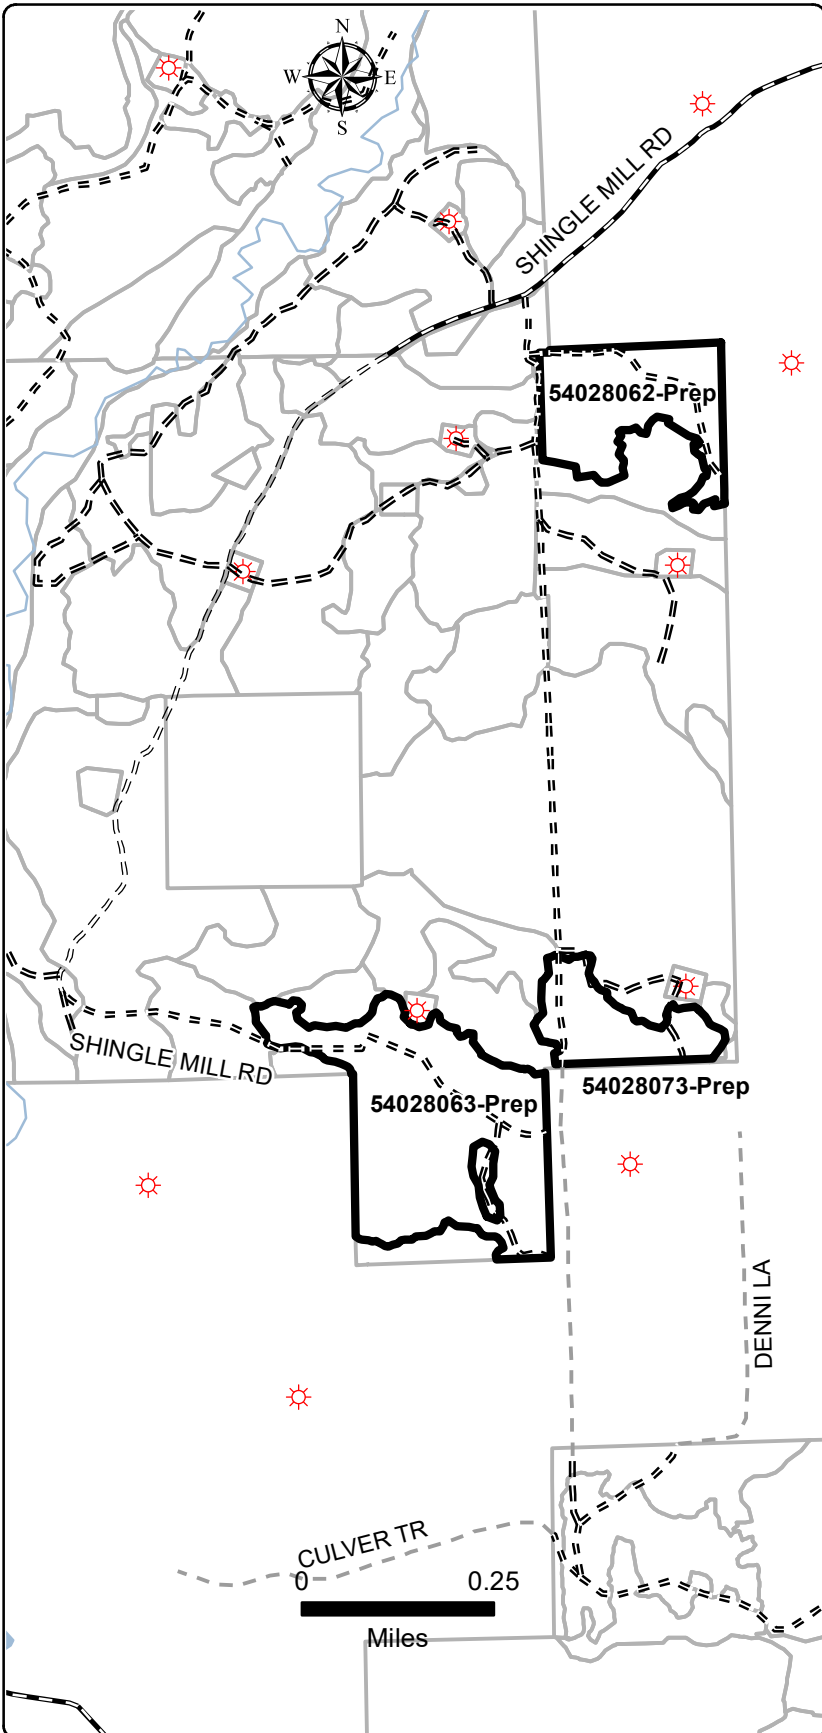 N
W E
S
SHINGLE MILL RD
54028062-Prep
SHINGLE MILL RD
54028073-Prep
54028063-Prep
DENNI LA
CULVER TR
0 0.25
Miles